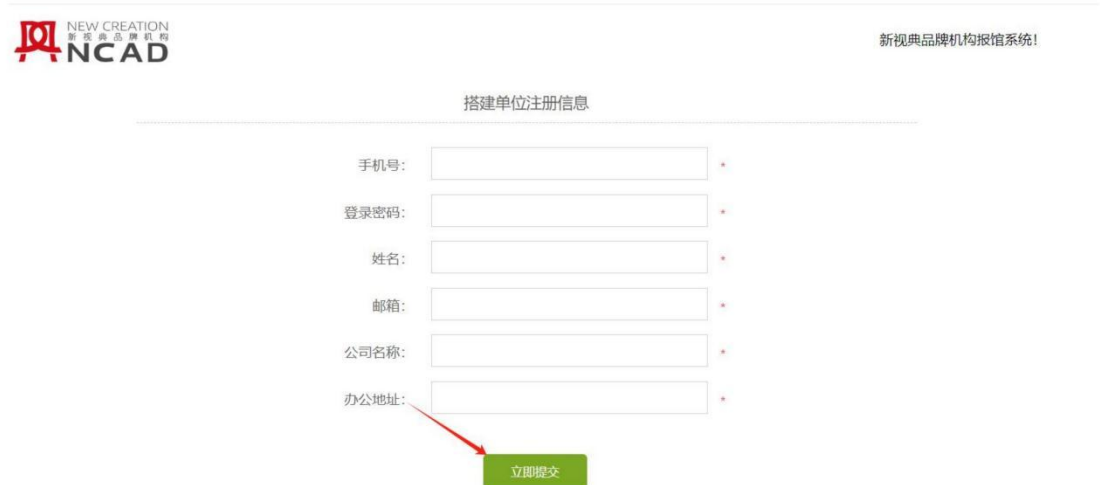 NEW CREATION
新视典品牌机构
NCAD
新视典品牌机构报馆系统!
搭建单位注册信息
手机号: *
登录密码: *
姓名: *
邮箱: *
公司名称: *
办公地址: *
立即提交